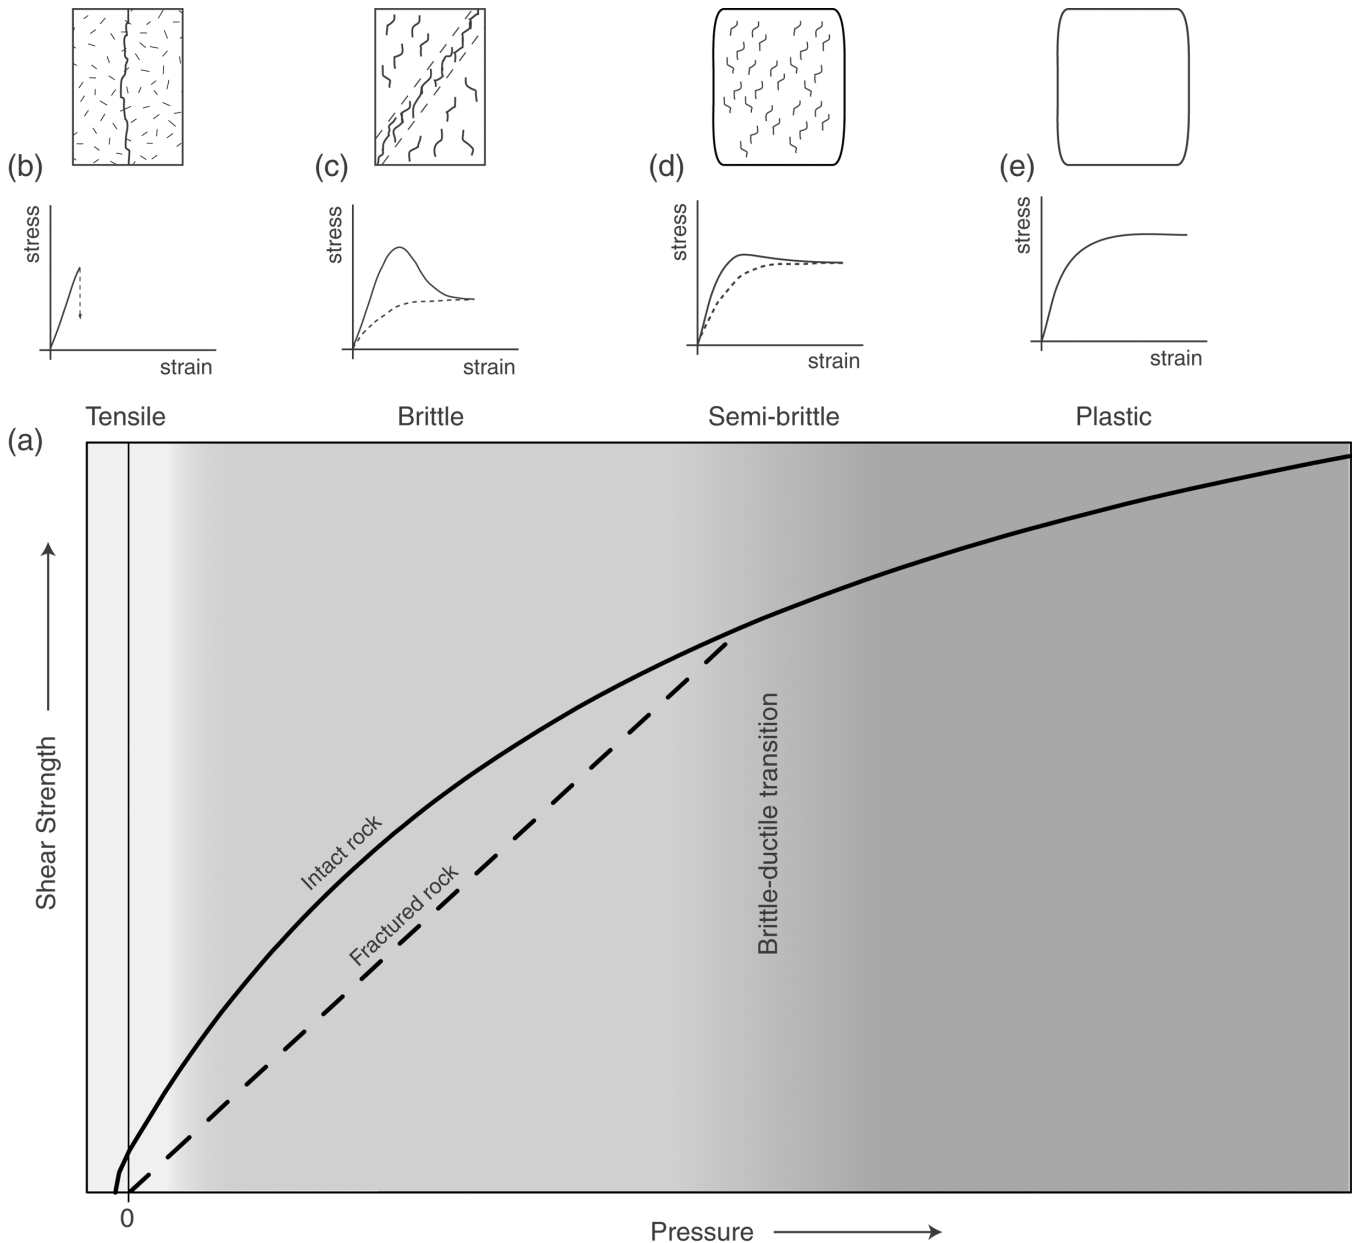 (b)
(c)
(d)
(e)
stress
strain
stress
strain
stress
strain
stress
strain
Tensile
Brittle
Semi-brittle
Plastic
(a)
Shear Strength
Intact rock
Fractured rock
Brittle-ductile transition
0
Pressure